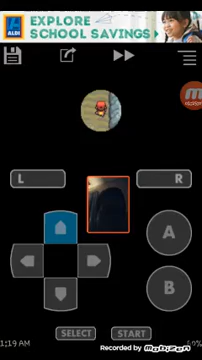 ALDI
EXPLORE
SCHOOL SAVINGS
L
R
A
B
SELECT
START
1:19 AM
Recorded by Mobizen